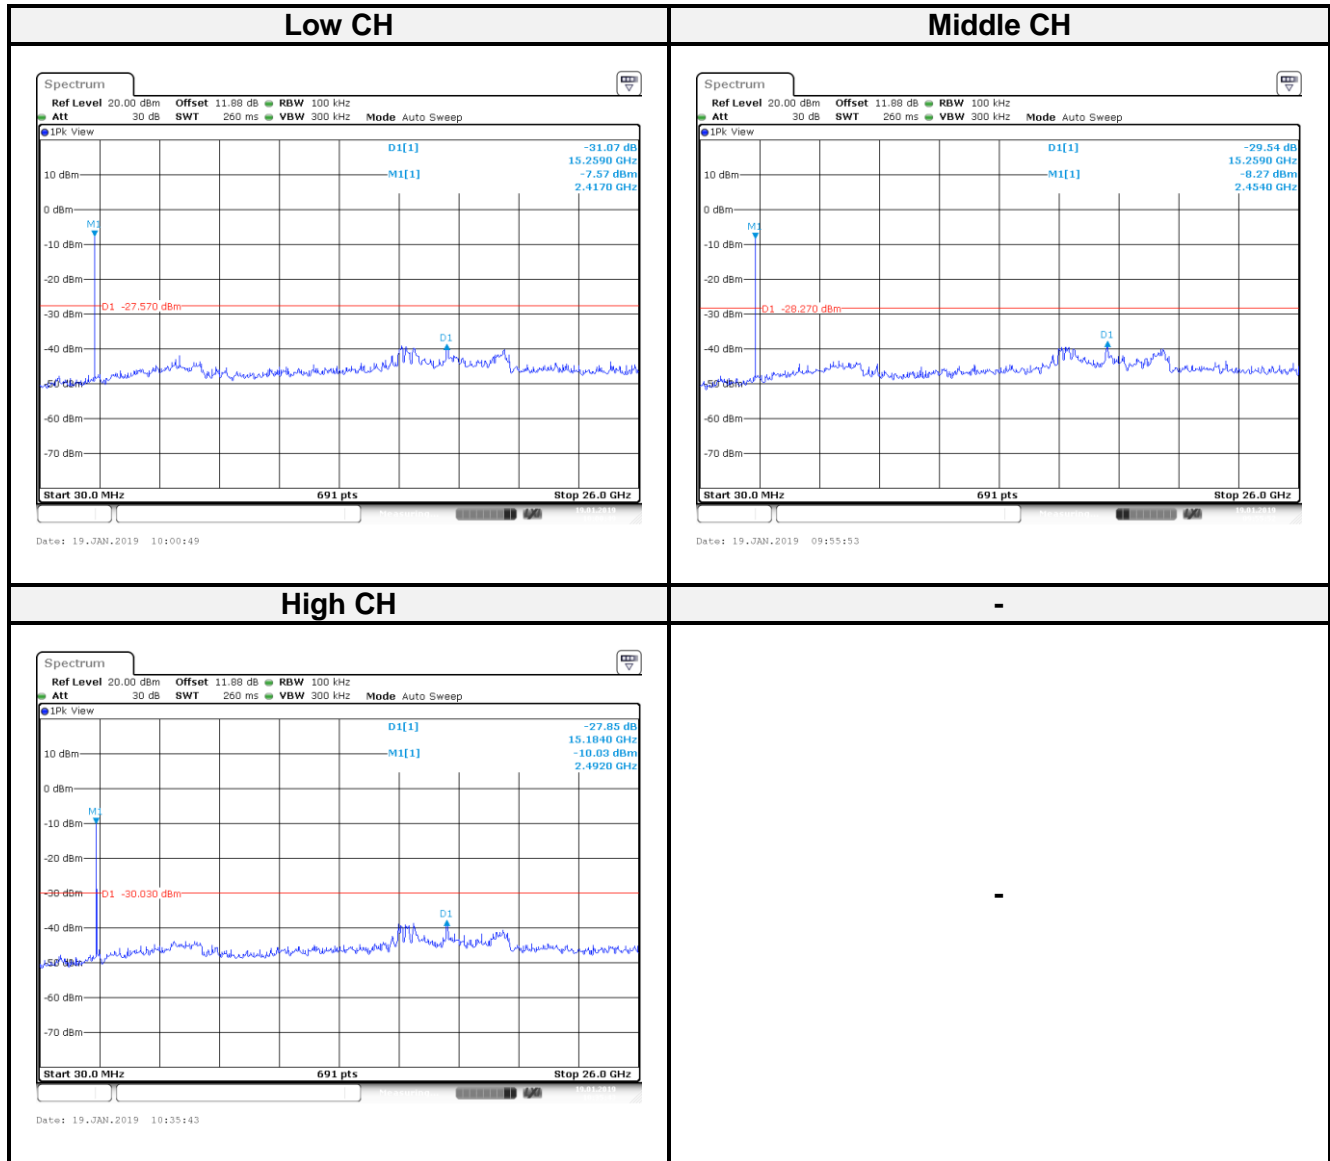 Low CH
Spectrum
Ref Level 20.00 dBm Offset 11.88 dB RBW 100 kHz
Att 30 dB SWT 260 ms VBW 300 kHz Mode Auto Sweep
1Pk View
D1[1] -31.07 dB
15.2590 GHz
10 dBm M1[1] -7.57 dBm
2.4170 GHz
0 dBm
M1
-10 dBm
-20 dBm
D1 -27.570 dBm
-30 dBm
D1
-40 dBm
-50 dBm
-60 dBm
-70 dBm
Start 30.0 MHz 691 pts Stop 26.0 GHz
Date: 19.JAN.2019 10:00:49
Middle CH
Spectrum
Ref Level 20.00 dBm Offset 11.88 dB RBW 100 kHz
Att 30 dB SWT 260 ms VBW 300 kHz Mode Auto Sweep
1Pk View
D1[1] -29.54 dB
15.2590 GHz
10 dBm M1[1] -8.27 dBm
2.4540 GHz
0 dBm
M1
-10 dBm
-20 dBm
D1 -28.270 dBm
-30 dBm
D1
-40 dBm
-50 dBm
-60 dBm
-70 dBm
Start 30.0 MHz 691 pts Stop 26.0 GHz
Date: 19.JAN.2019 09:55:53
High CH
Spectrum
Ref Level 20.00 dBm Offset 11.88 dB RBW 100 kHz
Att 30 dB SWT 260 ms VBW 300 kHz Mode Auto Sweep
1Pk View
D1[1] -27.85 dB
15.1840 GHz
10 dBm M1[1] -10.03 dBm
2.4920 GHz
0 dBm
M1
-10 dBm
-20 dBm
-30 dBm D1 -30.030 dBm
D1
-40 dBm
-50 dBm
-60 dBm
-70 dBm
Start 30.0 MHz 691 pts Stop 26.0 GHz
Date: 19.JAN.2019 10:35:43
-
-